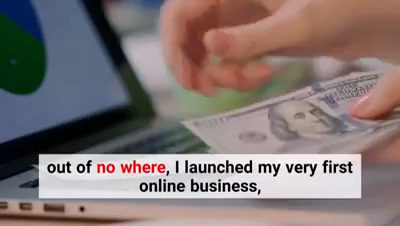 out of no where, I launched my very first
online business,